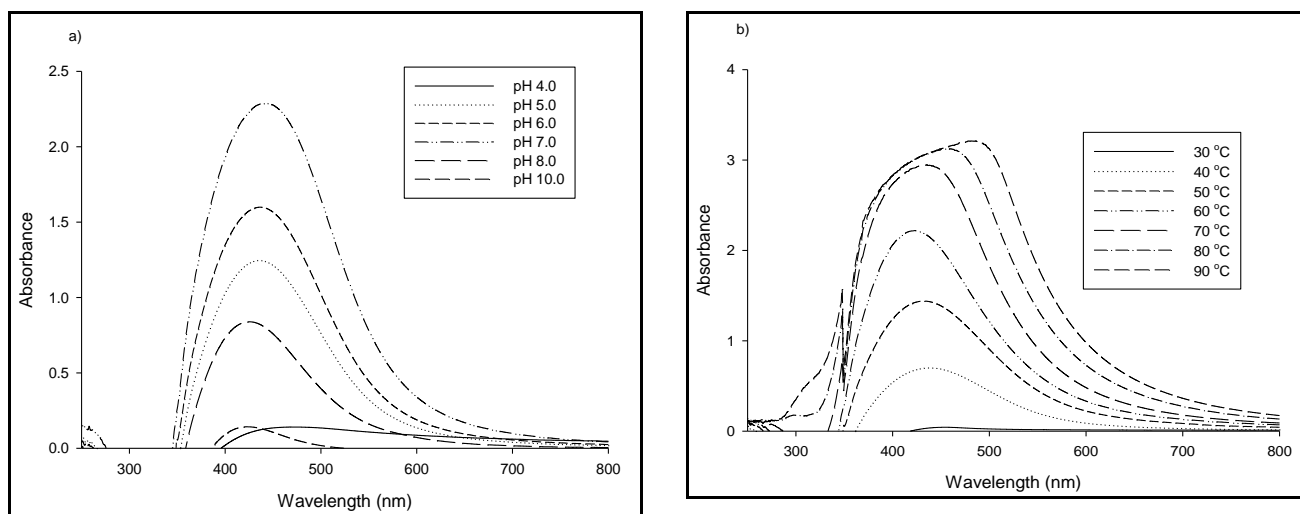 a)
2.5
2.0
1.5
1.0
0.5
0.0
Absorbance
300 400 500 600 700 800
Wavelength (nm)
pH 4.0
pH 5.0
pH 6.0
pH 7.0
pH 8.0
pH 10.0
b)
4
3
2
1
0
Absorbance
300 400 500 600 700 800
Wavelength (nm)
30 °C
40 °C
50 °C
60 °C
70 °C
80 °C
90 °C